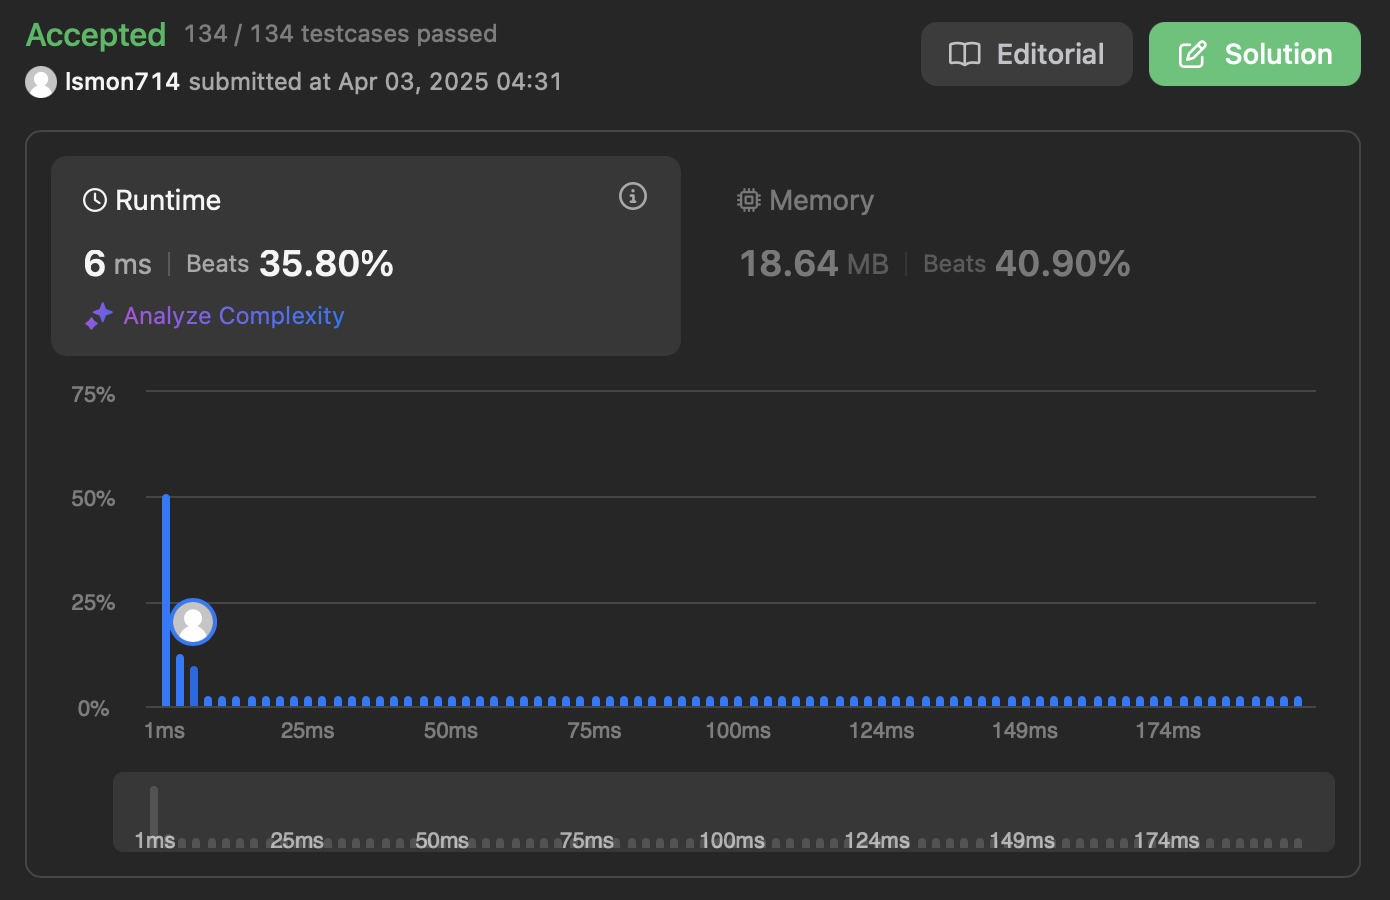 Accepted 134 / 134 testcases passed
Editorial
Solution
lsmon714 submitted at Apr 03, 2025 04:31
Runtime
6 ms | Beats 35.80%
Analyze Complexity
Memory
18.64 MB | Beats 40.90%
75%
50%
25%
0%
1ms 25ms 50ms 75ms 100ms 124ms 149ms 174ms
1ms 25ms 50ms 75ms 100ms 124ms 149ms 174ms